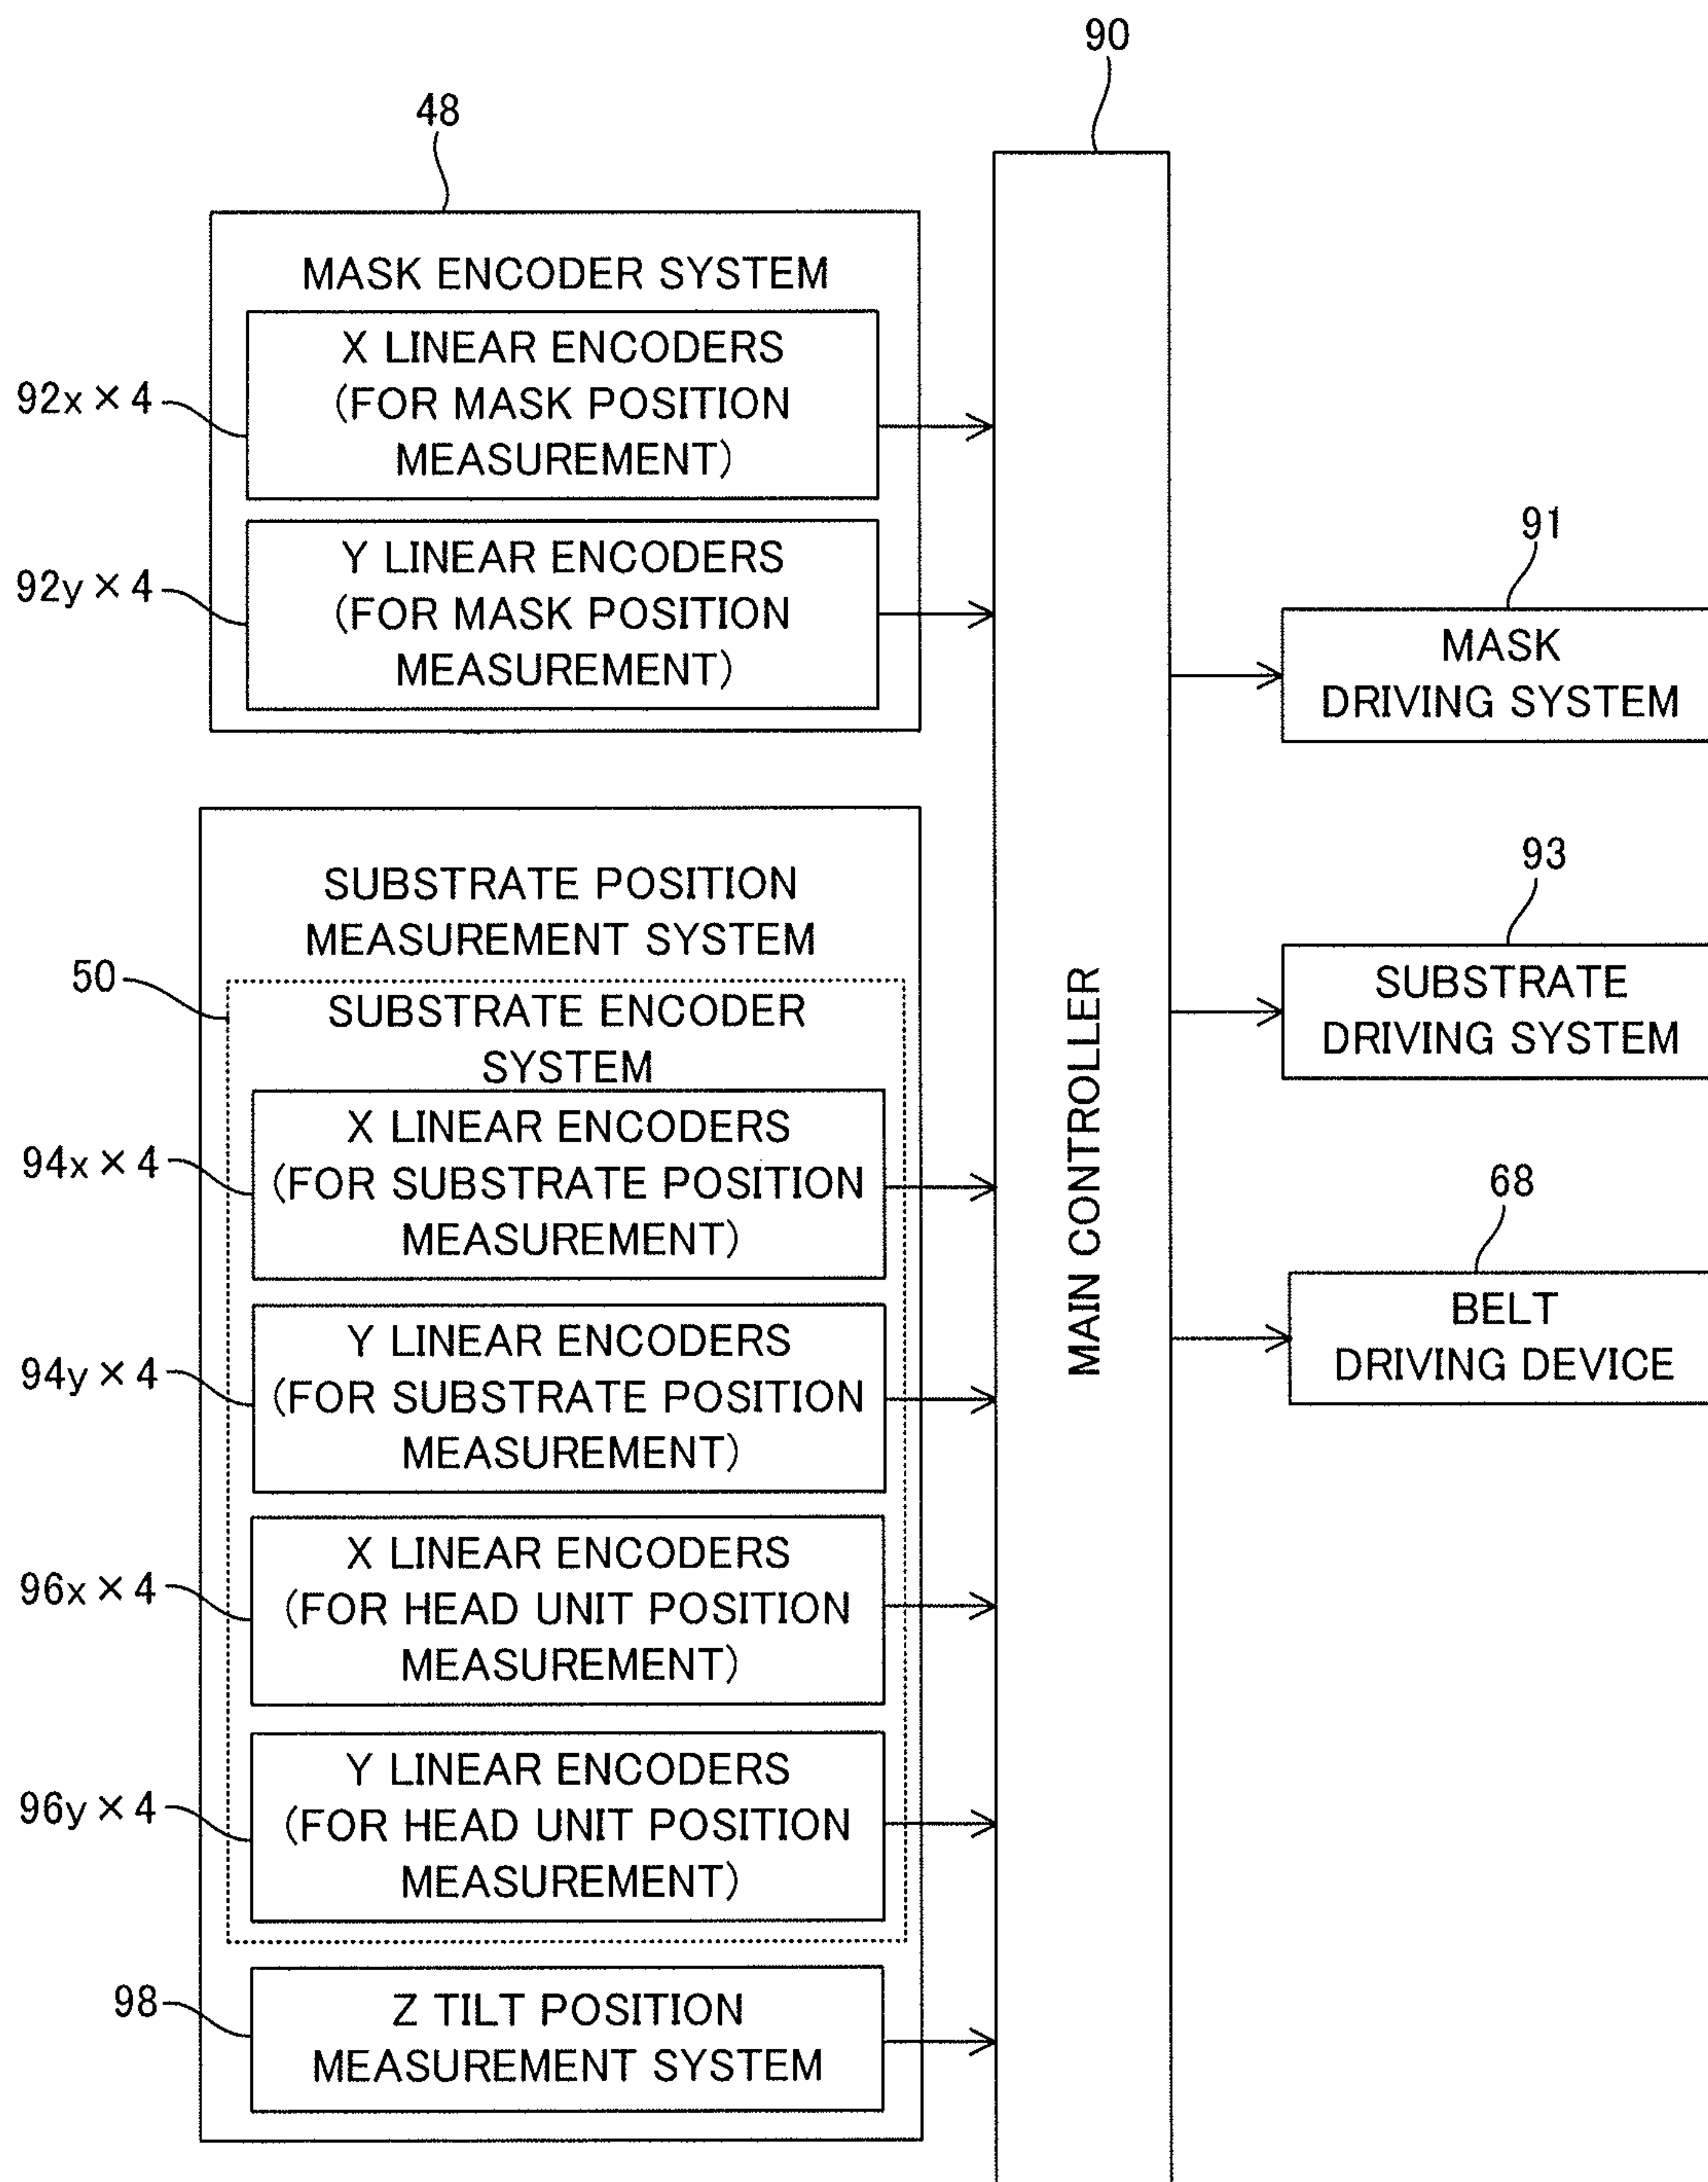 90
48
MASK ENCODER SYSTEM
92x×4
X LINEAR ENCODERS
(FOR MASK POSITION
MEASUREMENT)
92y×4
Y LINEAR ENCODERS
(FOR MASK POSITION
MEASUREMENT)
SUBSTRATE POSITION
MEASUREMENT SYSTEM
50
SUBSTRATE ENCODER
SYSTEM
94x×4
X LINEAR ENCODERS
(FOR SUBSTRATE POSITION
MEASUREMENT)
94y×4
Y LINEAR ENCODERS
(FOR SUBSTRATE POSITION
MEASUREMENT)
96x×4
X LINEAR ENCODERS
(FOR HEAD UNIT POSITION
MEASUREMENT)
96y×4
Y LINEAR ENCODERS
(FOR HEAD UNIT POSITION
MEASUREMENT)
98
Z TILT POSITION
MEASUREMENT SYSTEM
MAIN CONTROLLER
91
MASK
DRIVING SYSTEM
93
SUBSTRATE
DRIVING SYSTEM
68
BELT
DRIVING DEVICE